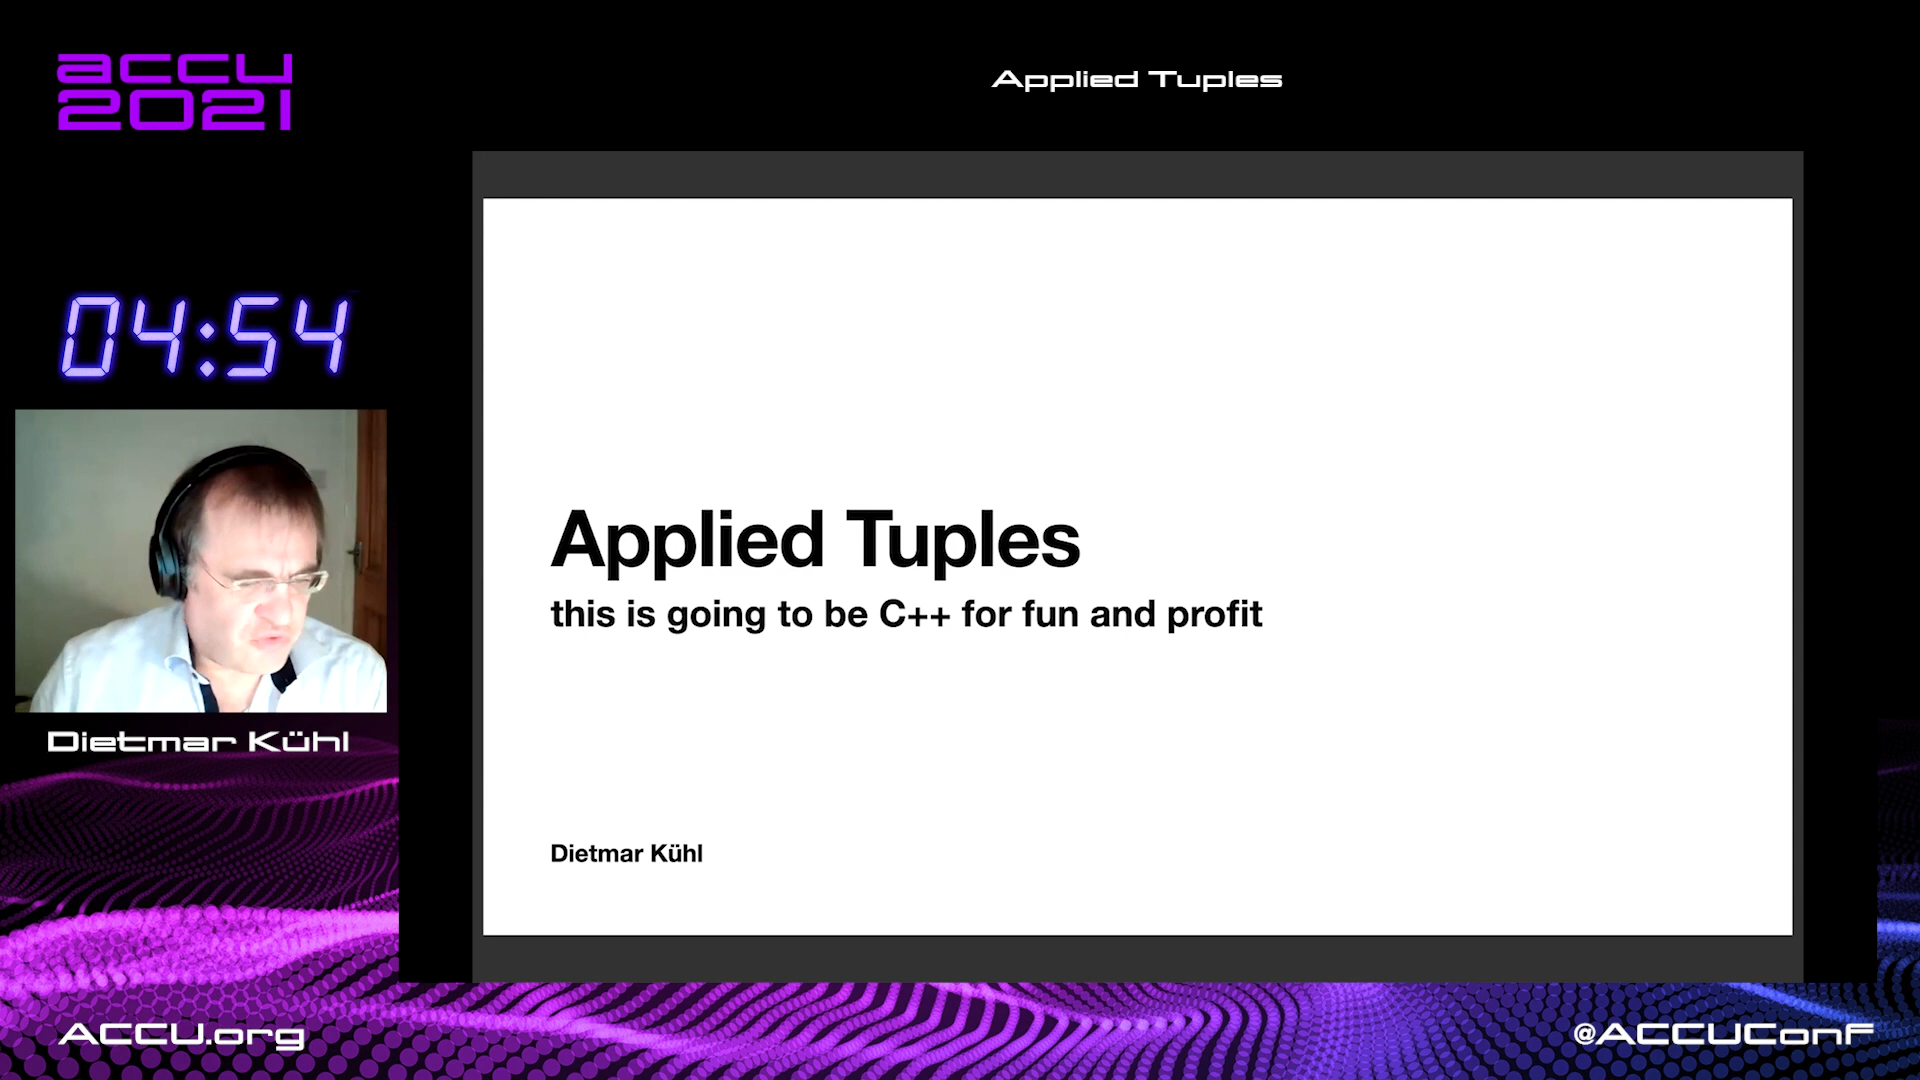 accu
2021
Applied Tuples
04:54
Applied Tuples
this is going to be C++ for fun and profit
Dietmar Kühl
Dietmar Kühl
ACCU.org
@ACCUConf